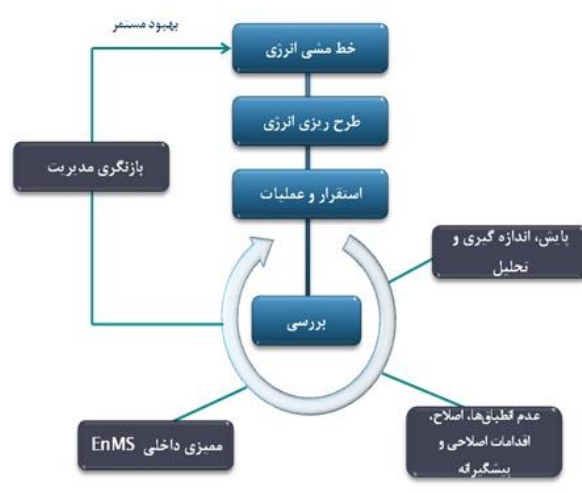 بهبود مستمر
خط مشی انرژی
طرح ریزی انرژی
بازنگری مدیریت
استقرار و عملیات
پایش، اندازه گیری و
تحلیل
بررسی
عدم انطباق‌ها، اصلاح،
اقدامات اصلاحی و
پیشگیرانه
ممیزی داخلی EnMS